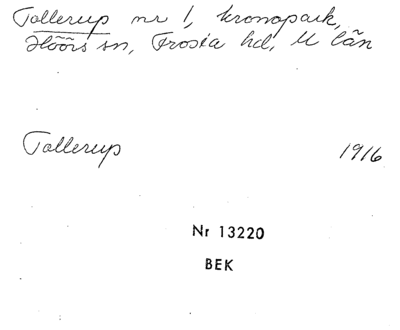 Tollerup nr 1, kronopark,
Höörs sn, Frosta hd, M län
Tollerup 1916
Nr 13220
BEK